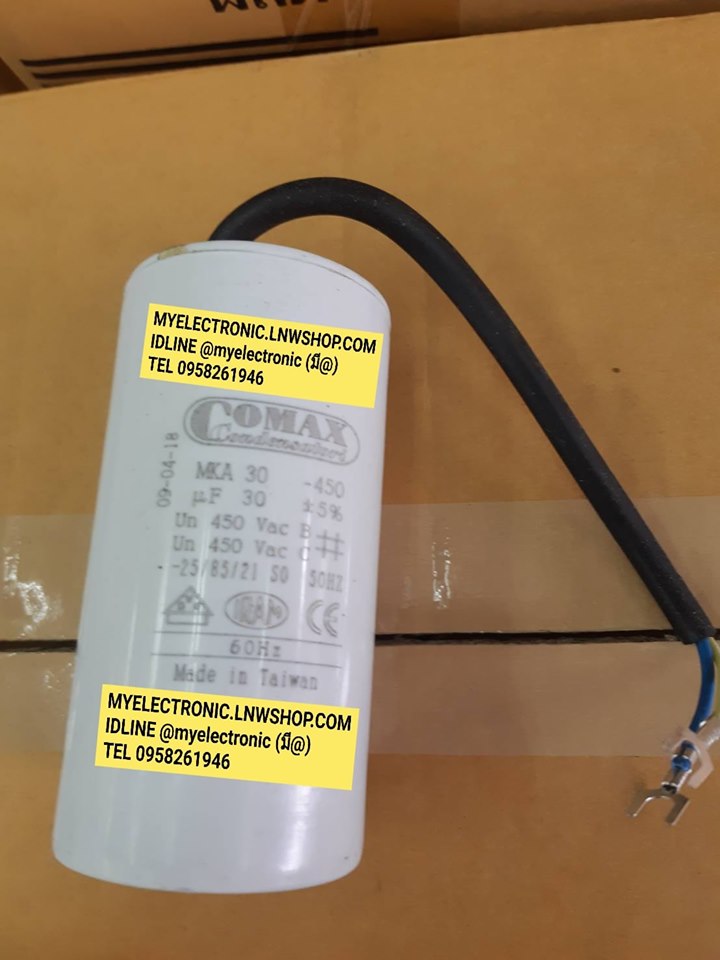 MYELECTRONIC.LNWSHOP.COM
IDLINE @myelectronic (มี@)
TEL 0958261946
COMAX
Condensatori
09-04-18
MKA 30 -450
µF 30 ±5%
Un 450 Vac B
Un 450 Vac C
-25/85/21 S0 50HZ
IRAM CE
60Hz
Made in Taiwan
MYELECTRONIC.LNWSHOP.COM
IDLINE @myelectronic (มี@)
TEL 0958261946